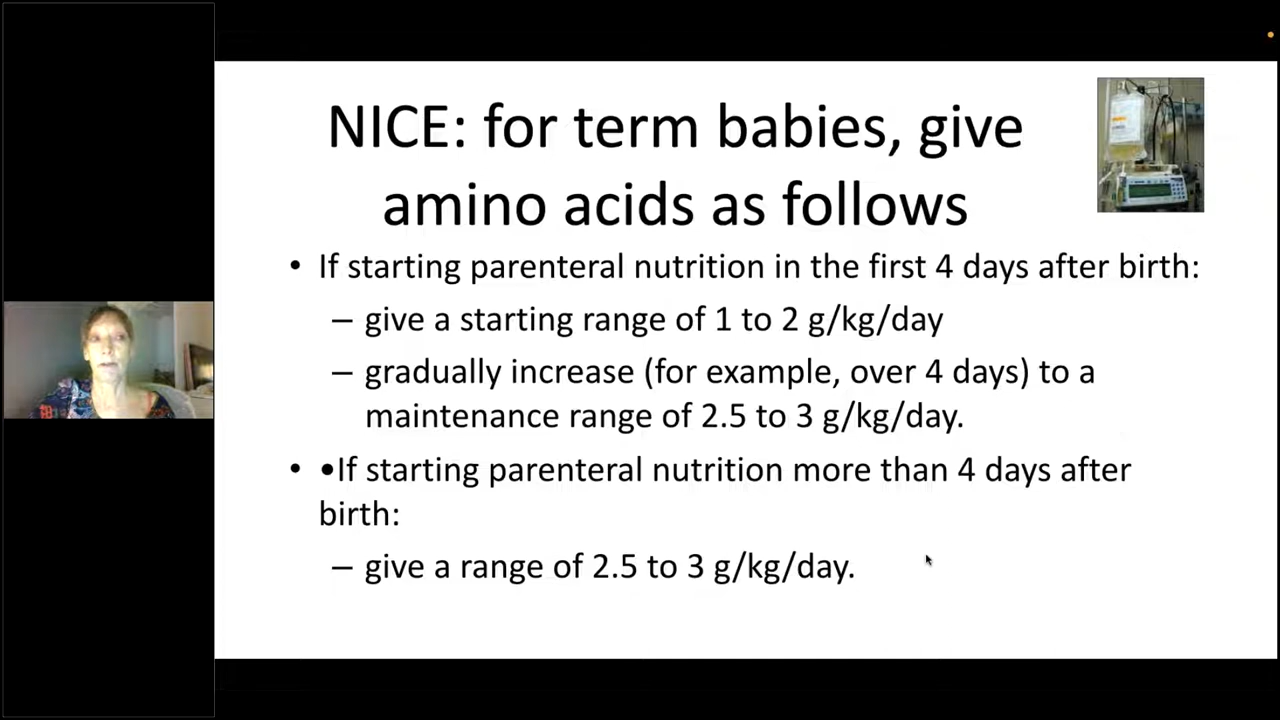 NICE: for term babies, give
amino acids as follows
• If starting parenteral nutrition in the first 4 days after birth:
– give a starting range of 1 to 2 g/kg/day
– gradually increase (for example, over 4 days) to a
maintenance range of 2.5 to 3 g/kg/day.
• •If starting parenteral nutrition more than 4 days after
birth:
– give a range of 2.5 to 3 g/kg/day.